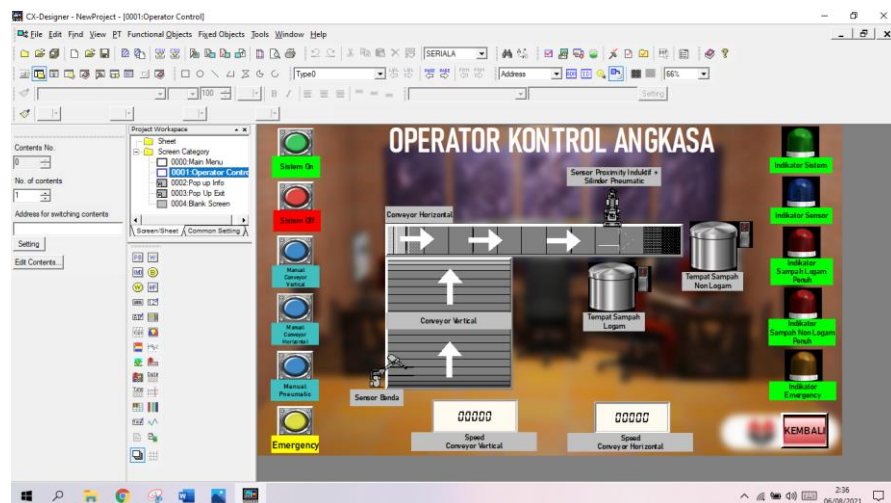 CX-Designer - NewProject - [0001:Operator Control]
File Edit Find View PT Functional Objects Fixed Objects Tools Window Help
SERIALA
Type0
Address
66%
100
Setting
Contents No.
0
No. of contents
1
Address for switching contents
Setting
Edit Contents...
Project Workspace
Sheet
Screen Category
0000:Main Menu
0001:Operator Contr
0002:Pop up Info
0003:Pop Up Exit
0004:Blank Screen
Screen/Sheet
Common Setting
OPERATOR KONTROL ANGKASA
Sistem On
Sistem Off
Manual
Conveyor
Vertical
Manual
Conveyor
Horizontal
Manual
Pneumatic
Emergency
Sensor Proximity Induktif +
Silinder Pneumatic
Conveyor Horizontal
Conveyor Vertical
Sensor Benda
Tempat Sampah
Logam
Tempat Sampah
Non Logam
00000
Speed
Conveyor Vertical
00000
Speed
Conveyor Horizontal
Indikator Sistem
Indikator Sensor
Indikator
Sampah Logam
Penuh
Indikator
Sampah Non Logam
Penuh
Indikator
Emergency
KEMBALI
2:36
06/08/2021